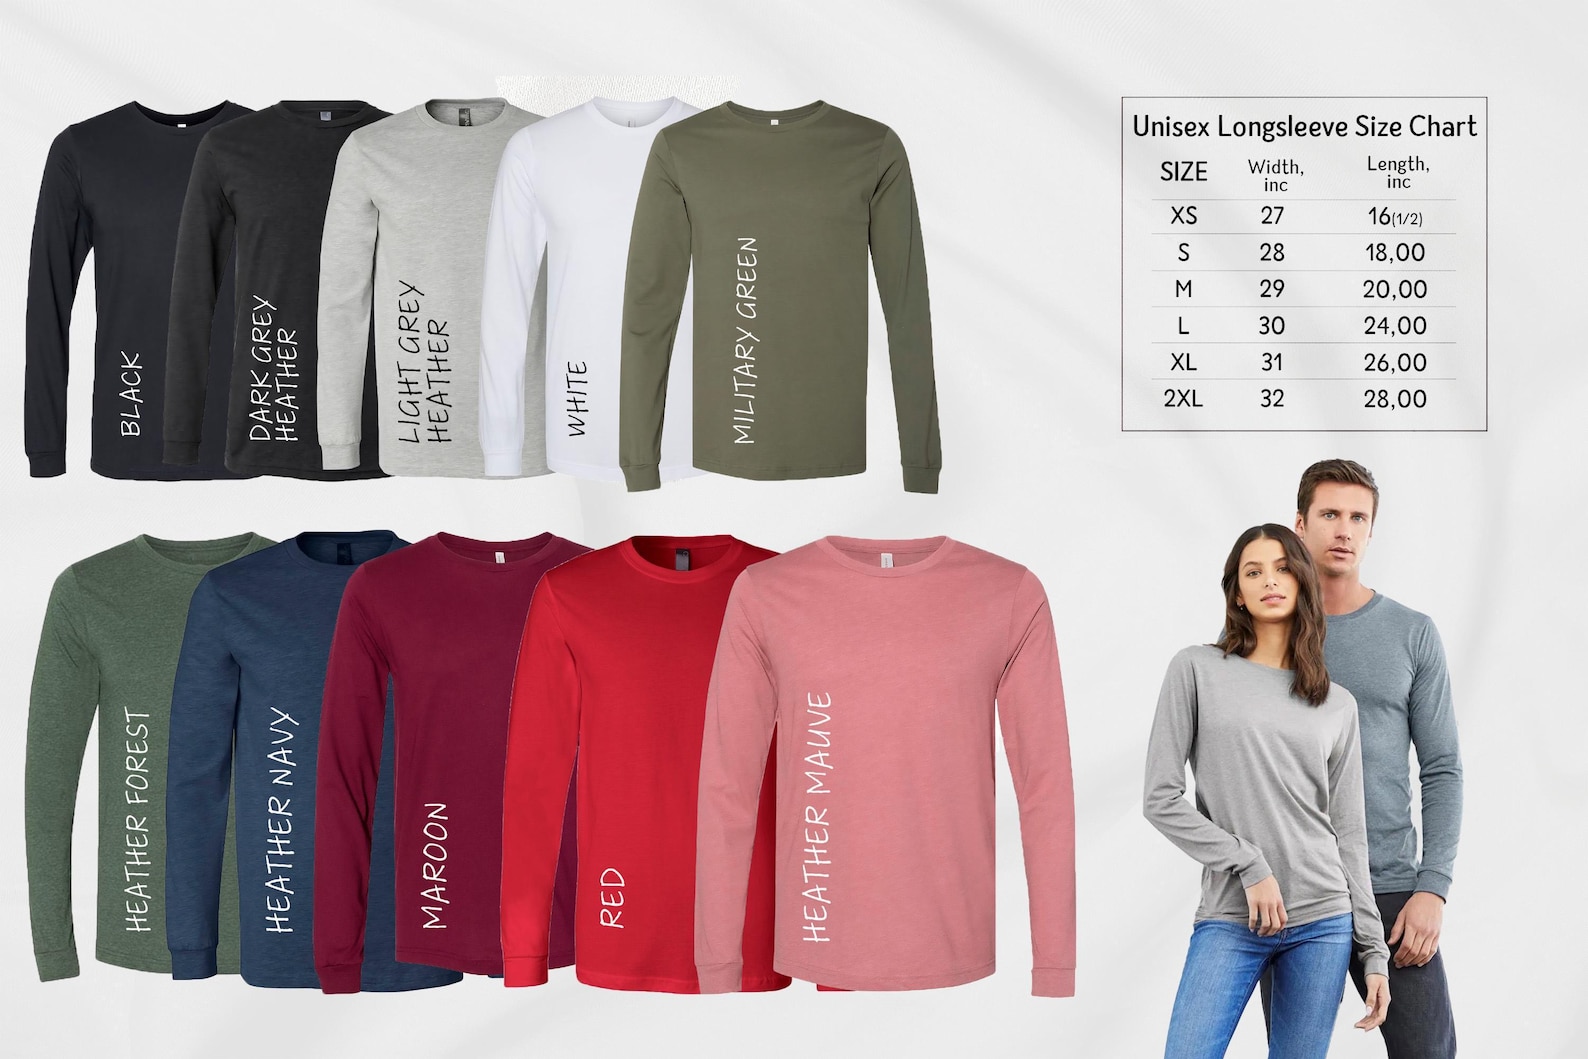 BLACK
DARK GREY
HEATHER
LIGHT GREY
HEATHER
WHITE
MILITARY GREEN
HEATHER FOREST
HEATHER NAVY
MAROON
RED
HEATHER MAUVE
Unisex Longsleeve Size Chart
SIZE Width, inc Length, inc
XS 27 16(1/2)
S 28 18,00
M 29 20,00
L 30 24,00
XL 31 26,00
2XL 32 28,00